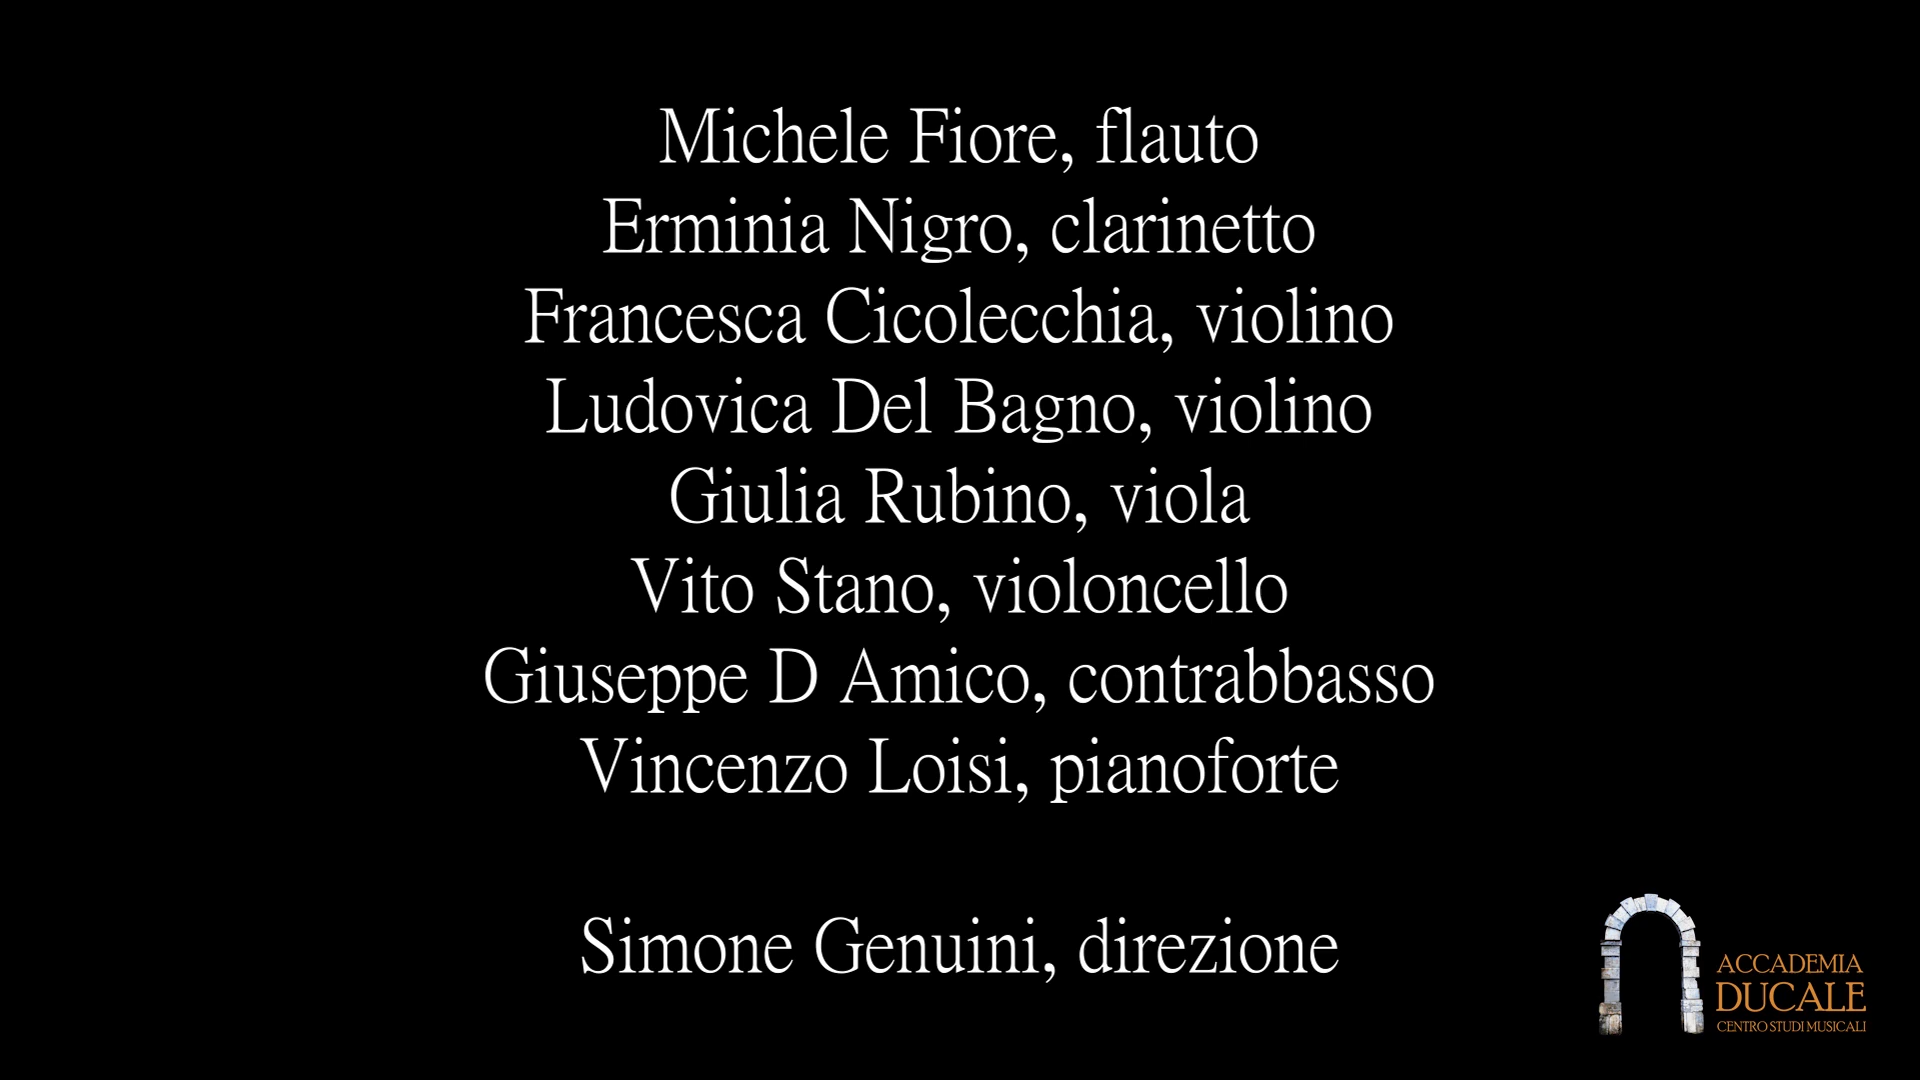 Michele Fiore, flauto
Erminia Nigro, clarinetto
Francesca Cicolecchia, violino
Ludovica Del Bagno, violino
Giulia Rubino, viola
Vito Stano, violoncello
Giuseppe D Amico, contrabbasso
Vincenzo Loisi, pianoforte
Simone Genuini, direzione
ACCADEMIA
DUCALE
CENTRO STUDI MUSICALI